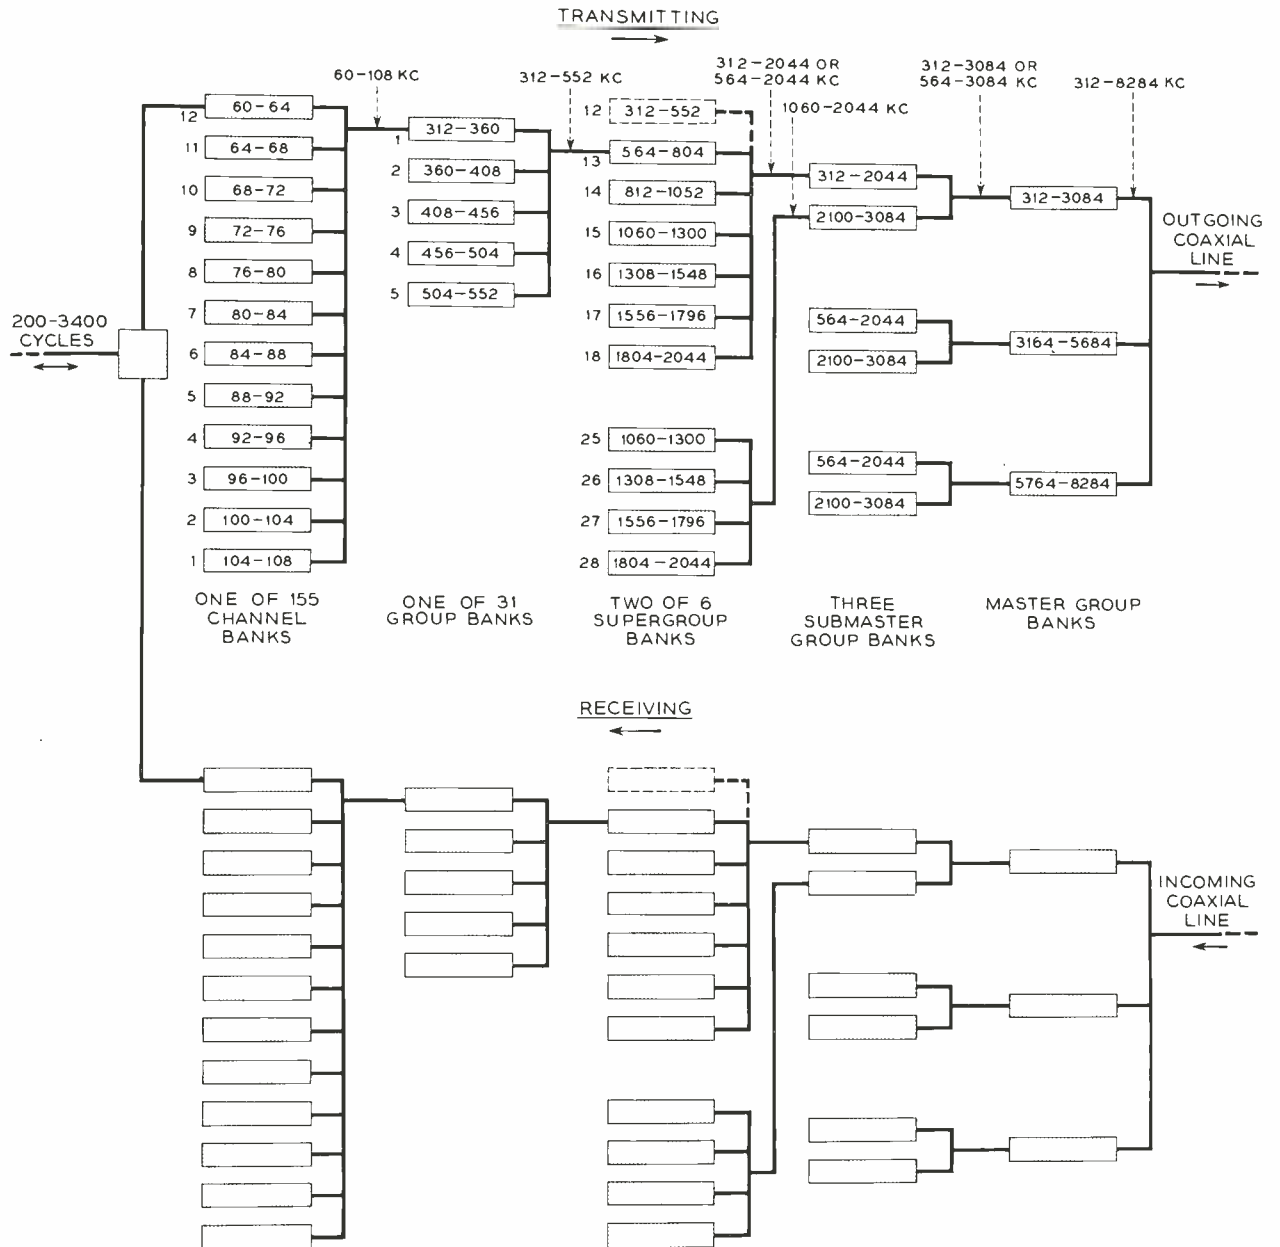 TRANSMITTING
60-108 KC
312-552 KC
312-2044 OR
564-2044 KC
1060-2044 KC
312-3084 OR
564-3084 KC
312-8284 KC
200-3400
CYCLES
12 60-64
11 64-68
10 68-72
9 72-76
8 76-80
7 80-84
6 84-88
5 88-92
4 92-96
3 96-100
2 100-104
1 104-108
ONE OF 155
CHANNEL
BANKS
1 312-360
2 360-408
3 408-456
4 456-504
5 504-552
ONE OF 31
GROUP BANKS
12 312-552
13 564-804
14 812-1052
15 1060-1300
16 1308-1548
17 1556-1796
18 1804-2044
25 1060-1300
26 1308-1548
27 1556-1796
28 1804-2044
TWO OF 6
SUPERGROUP
BANKS
312-2044
2100-3084
564-2044
2100-3084
564-2044
2100-3084
THREE
SUBMASTER
GROUP BANKS
312-3084
3164-5684
5764-8284
MASTER GROUP
BANKS
OUTGOING
COAXIAL
LINE
RECEIVING
INCOMING
COAXIAL
LINE